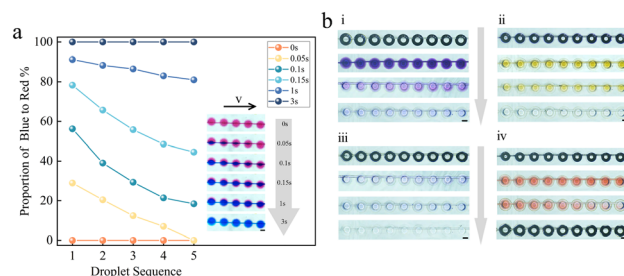 a
Proportion of Blue to Red %
100
80
60
40
20
0
1 2 3 4 5
Droplet Sequence
0s
0.05s
0.1s
0.15s
1s
3s
V
0s
0.05s
0.1s
0.15s
1s
3s
b
i
ii
iii
iv